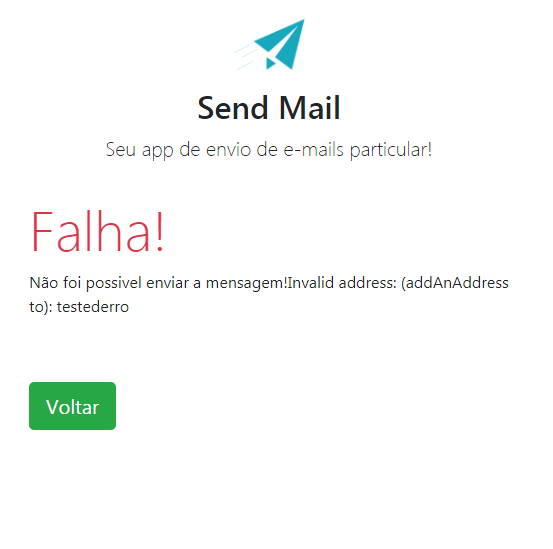 Send Mail
Seu app de envio de e-mails particular!
Falha!
Não foi possivel enviar a mensagem!Invalid address: (addAnAddress
to): testederro
Voltar